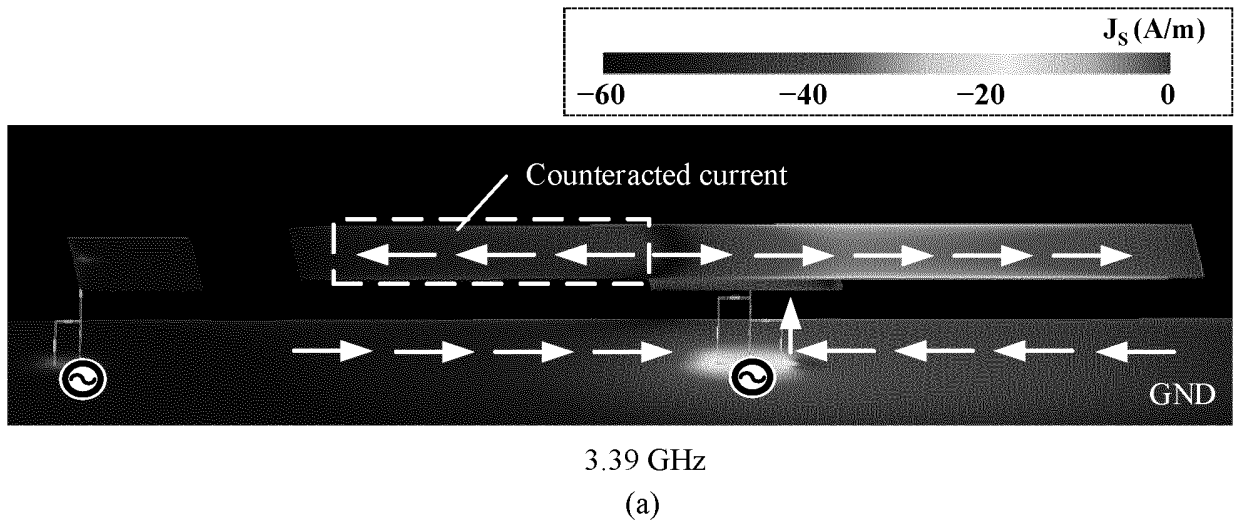 J_S (A/m)
−60 −40 −20 0
Counteracted current
GND
3.39 GHz
(a)